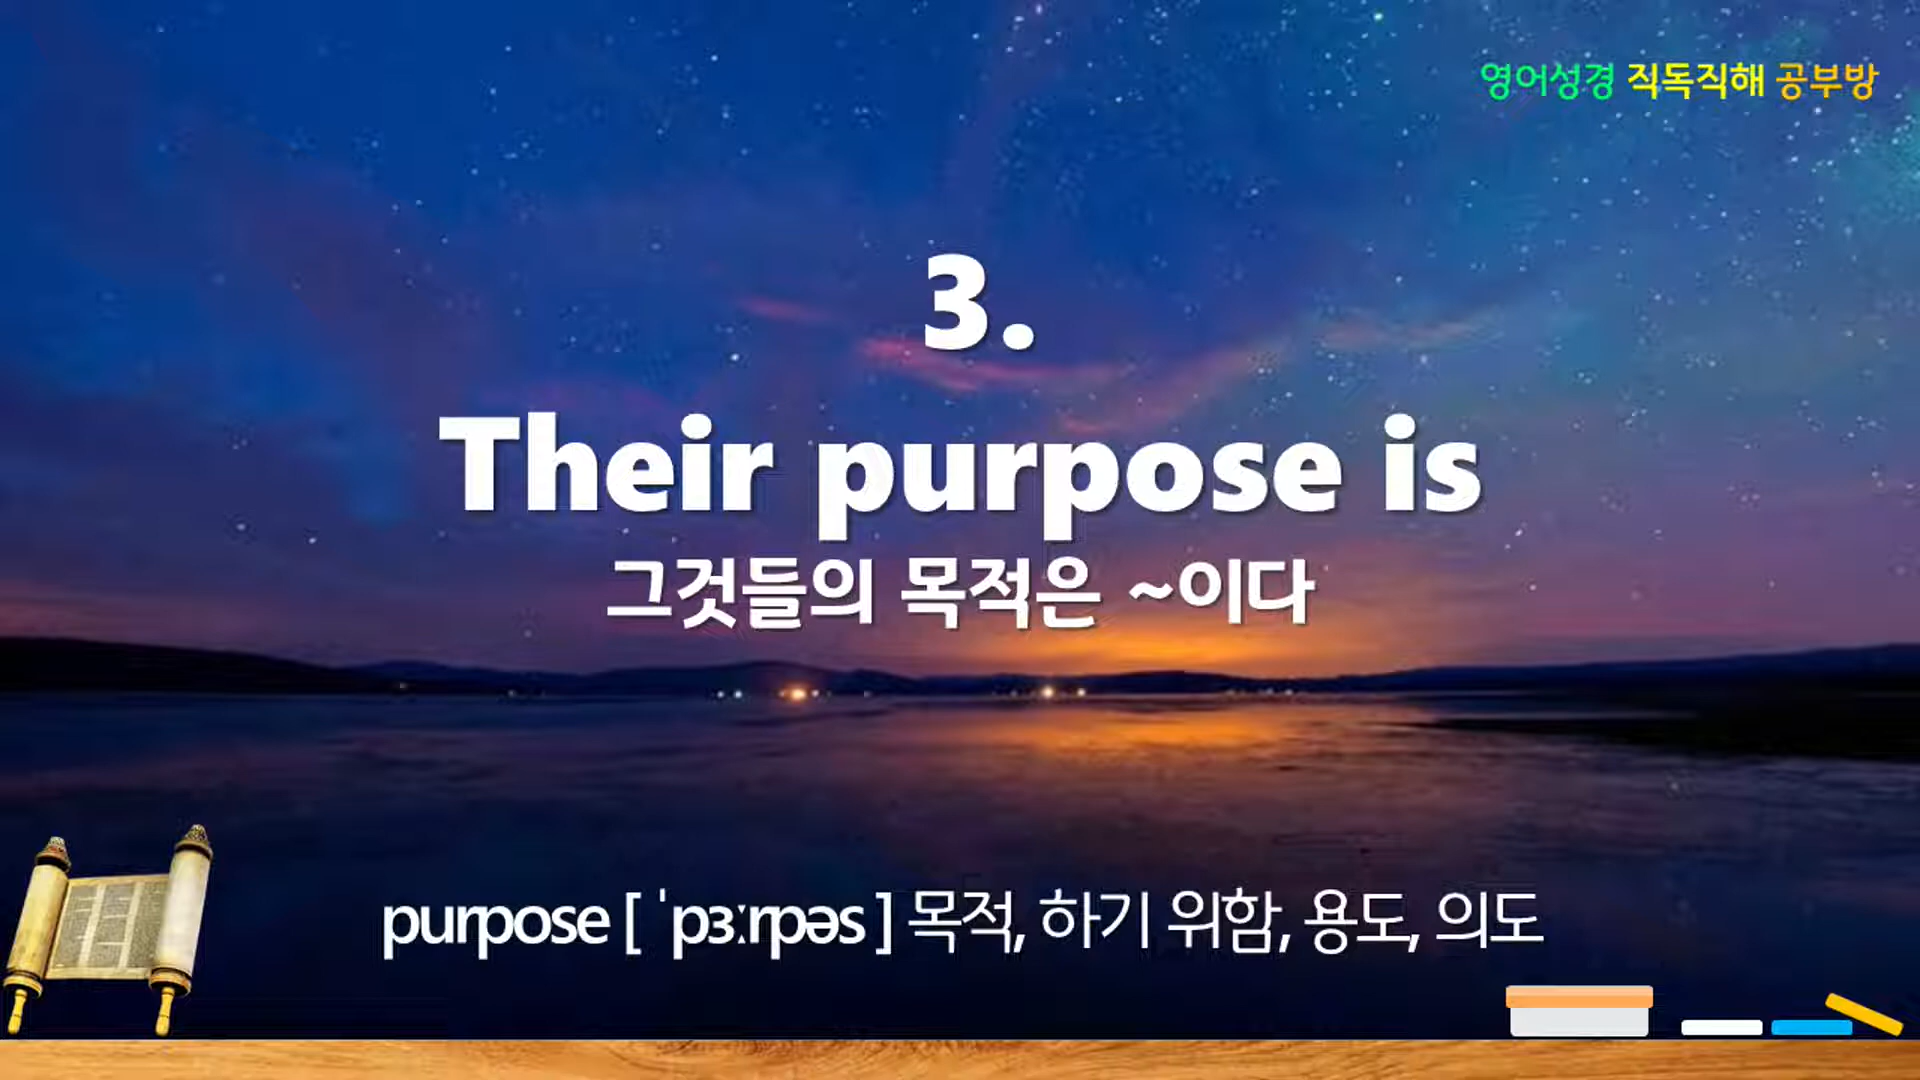 영어성경 직독직해 공부방
3.
Their purpose is
그것들의 목적은 ~이다
purpose [ ˈpɜːrpəs ] 목적, 하기 위함, 용도, 의도